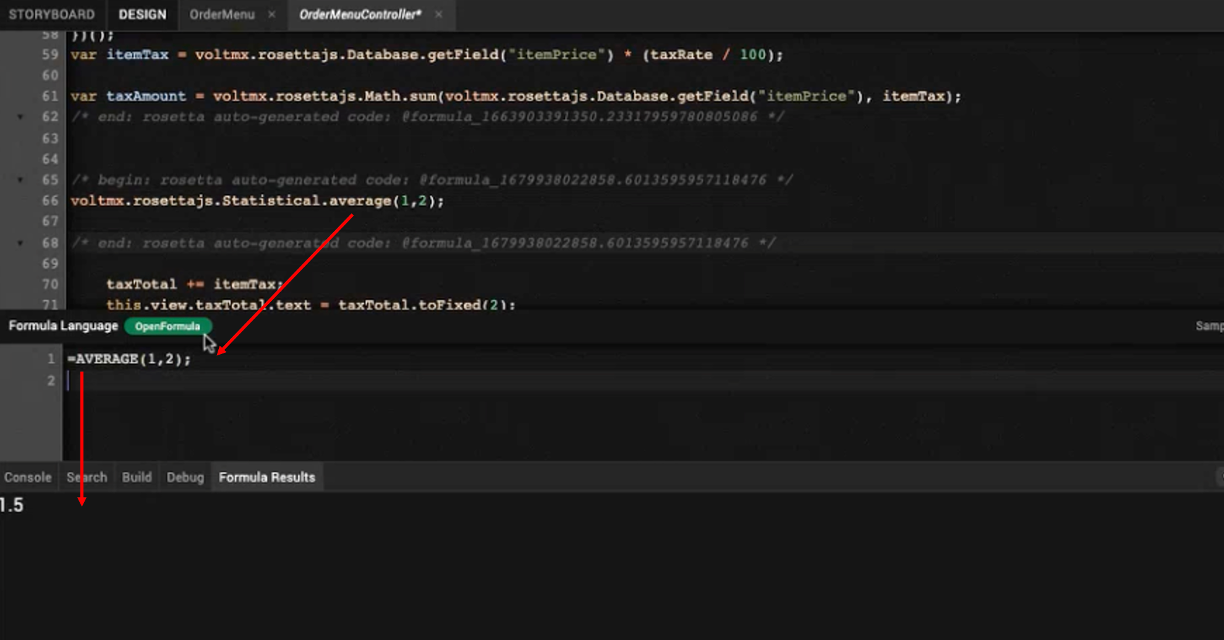 STORYBOARD DESIGN OrderMenu × OrderMenuController* ×
58 })();
59 var itemTax = voltmx.rosettajs.Database.getField("itemPrice") * (taxRate / 100);
60
61 var taxAmount = voltmx.rosettajs.Math.sum(voltmx.rosettajs.Database.getField("itemPrice"), itemTax);
62 /* end: rosetta auto-generated code: @formula_1663903391350.23317959780805086 */
63
64
65 /* begin: rosetta auto-generated code: @formula_1679938022858.6013595957118476 */
66 voltmx.rosettajs.Statistical.average(1,2);
67
68 /* end: rosetta auto-generated code: @formula_1679938022858.6013595957118476 */
69
70 taxTotal += itemTax;
71 this.view.taxTotal.text = taxTotal.toFixed(2);
Formula Language OpenFormula Samp
1 =AVERAGE(1,2);
2
Console Search Build Debug Formula Results
1.5